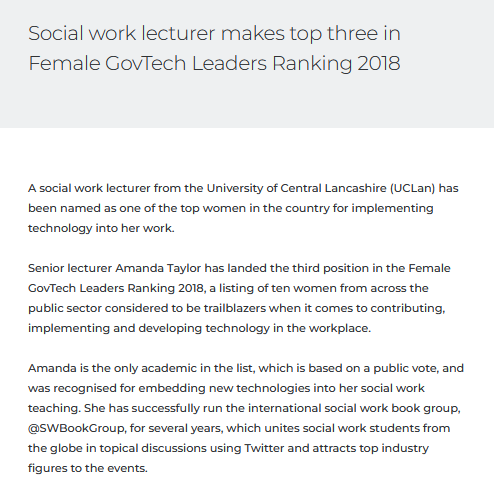 Social work lecturer makes top three in
Female GovTech Leaders Ranking 2018
A social work lecturer from the University of Central Lancashire (UCLan) has
been named as one of the top women in the country for implementing
technology into her work.
Senior lecturer Amanda Taylor has landed the third position in the Female
GovTech Leaders Ranking 2018, a listing of ten women from across the
public sector considered to be trailblazers when it comes to contributing,
implementing and developing technology in the workplace.
Amanda is the only academic in the list, which is based on a public vote, and
was recognised for embedding new technologies into her social work
teaching. She has successfully run the international social work book group,
@SWBookGroup, for several years, which unites social work students from
the globe in topical discussions using Twitter and attracts top industry
figures to the events.